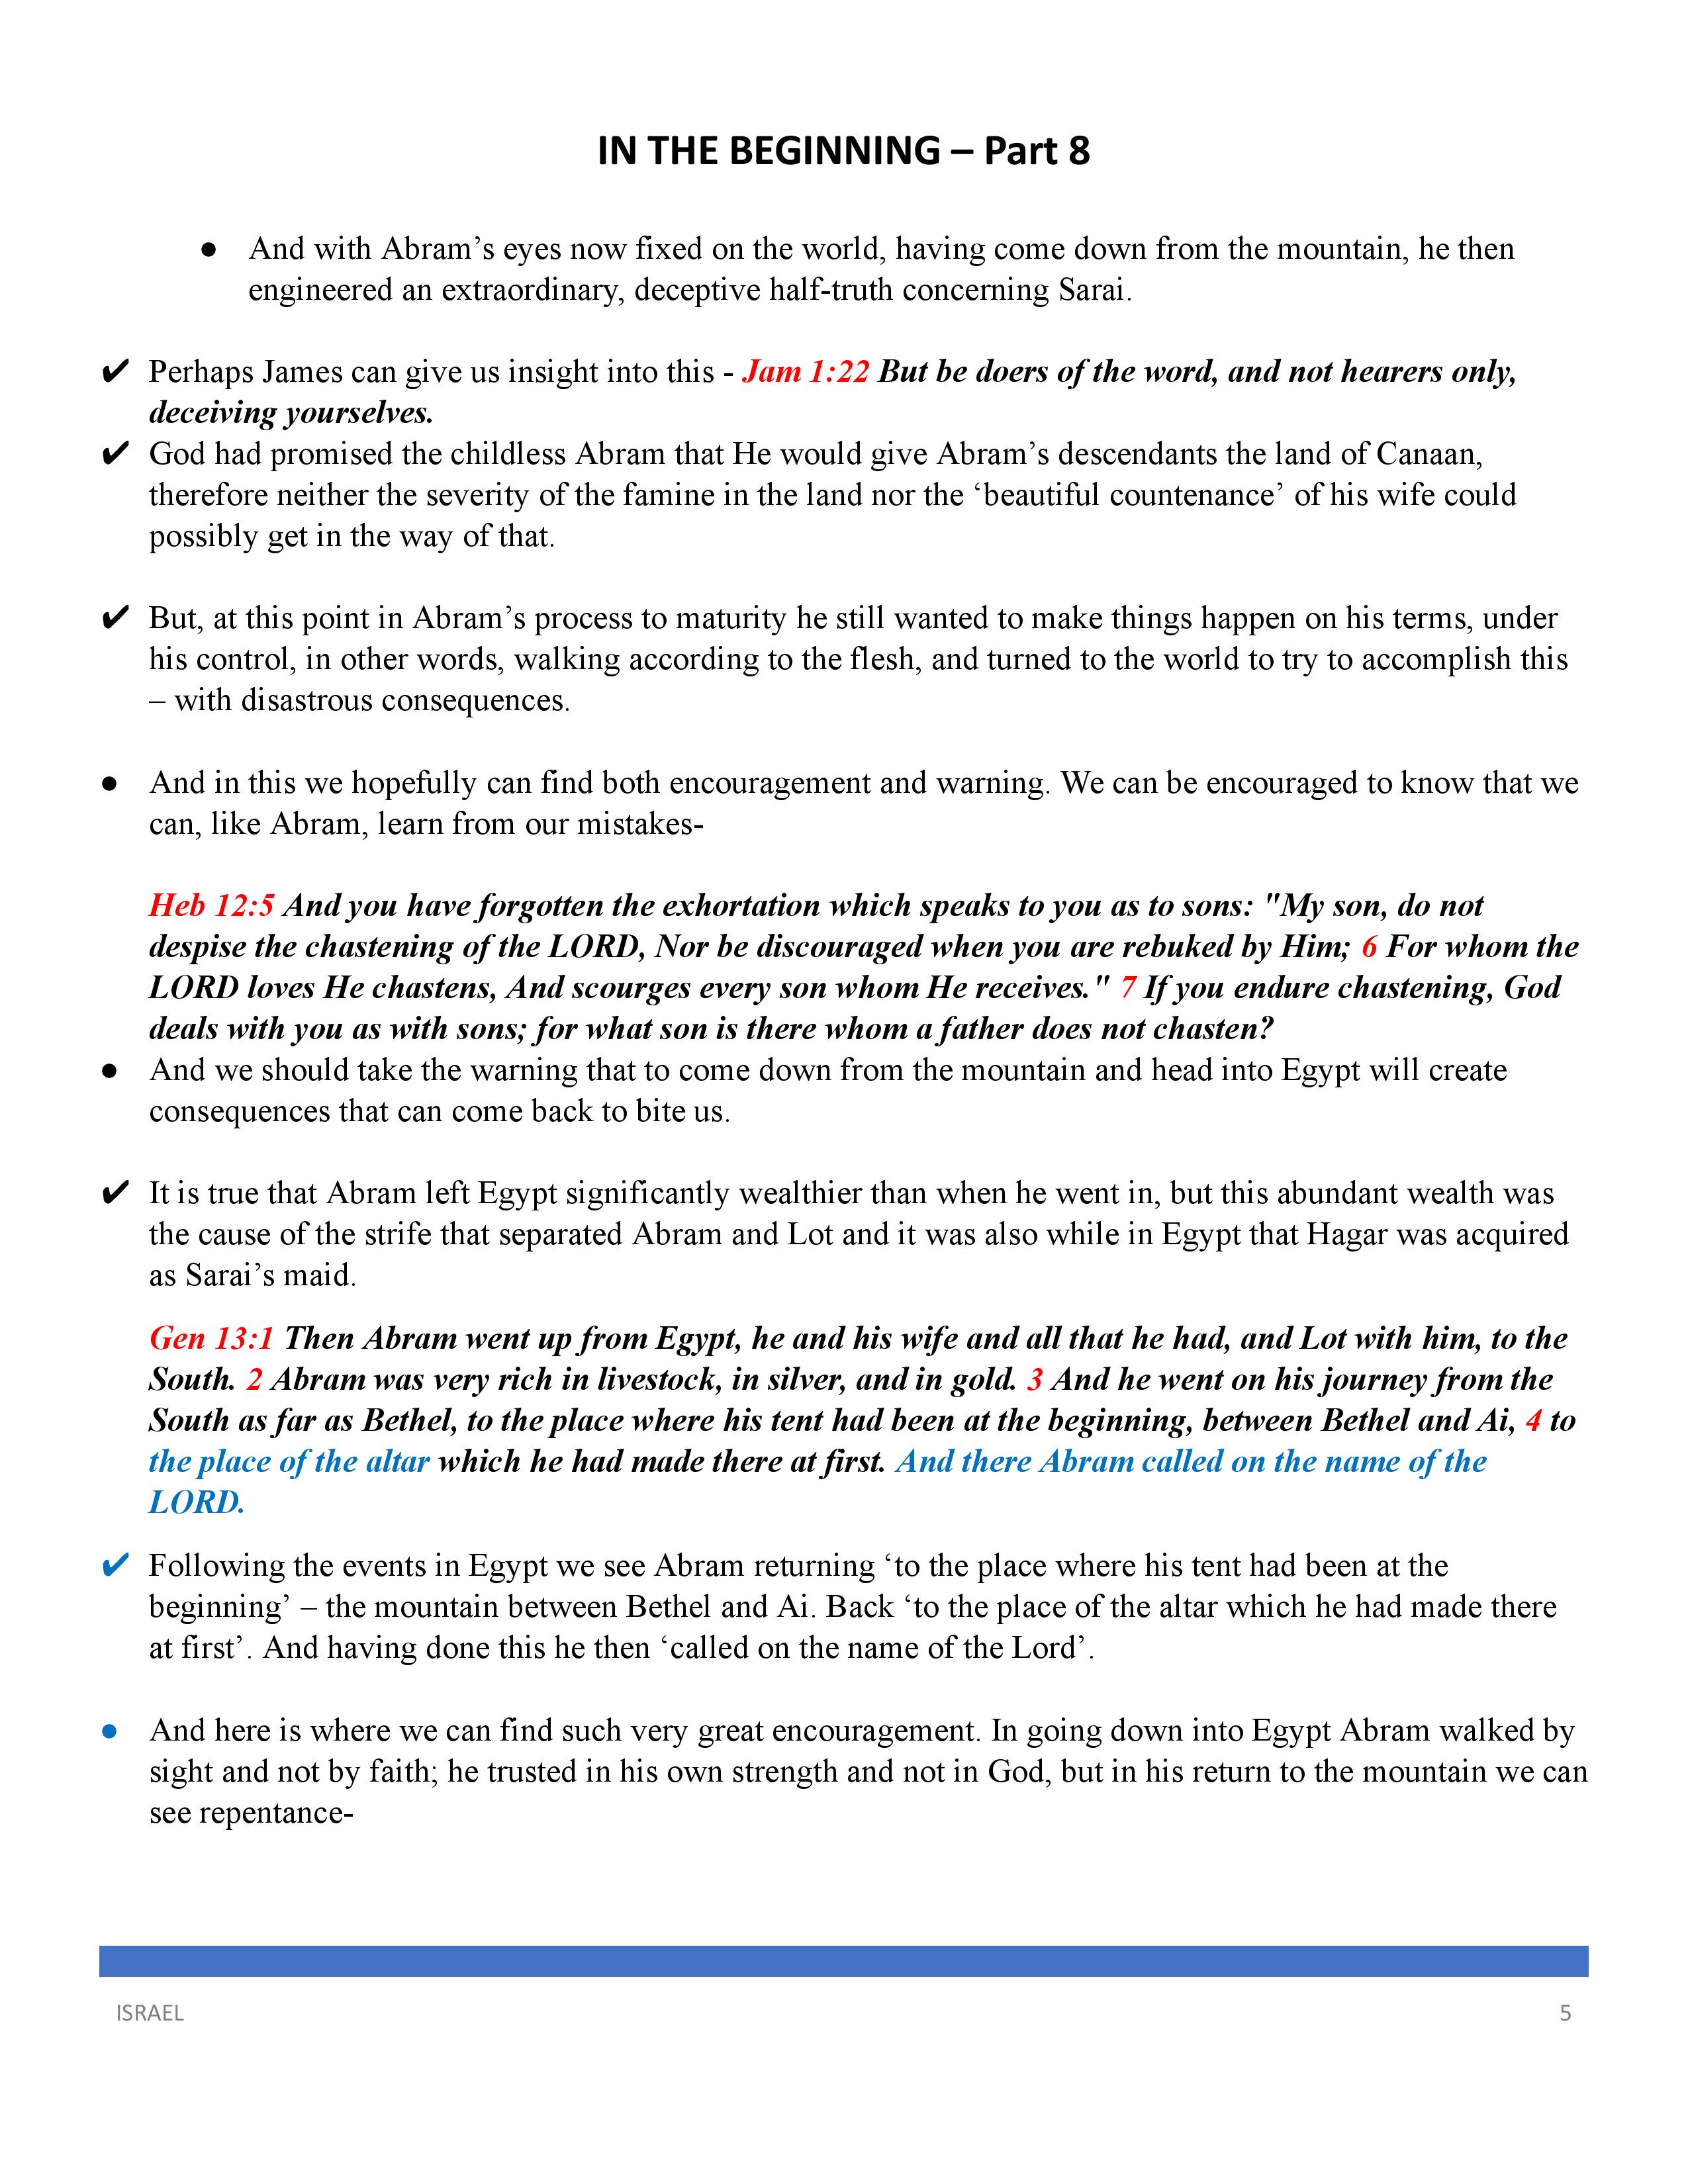 IN THE BEGINNING – Part 8
● And with Abram’s eyes now fixed on the world, having come down from the mountain, he then
engineered an extraordinary, deceptive half-truth concerning Sarai.
✔ Perhaps James can give us insight into this - Jam 1:22 But be doers of the word, and not hearers only,
deceiving yourselves.
✔ God had promised the childless Abram that He would give Abram’s descendants the land of Canaan,
therefore neither the severity of the famine in the land nor the ‘beautiful countenance’ of his wife could
possibly get in the way of that.
✔ But, at this point in Abram’s process to maturity he still wanted to make things happen on his terms, under
his control, in other words, walking according to the flesh, and turned to the world to try to accomplish this
– with disastrous consequences.
● And in this we hopefully can find both encouragement and warning. We can be encouraged to know that we
can, like Abram, learn from our mistakes-
Heb 12:5 And you have forgotten the exhortation which speaks to you as to sons: "My son, do not
despise the chastening of the LORD, Nor be discouraged when you are rebuked by Him; 6 For whom the
LORD loves He chastens, And scourges every son whom He receives." 7 If you endure chastening, God
deals with you as with sons; for what son is there whom a father does not chasten?
● And we should take the warning that to come down from the mountain and head into Egypt will create
consequences that can come back to bite us.
✔ It is true that Abram left Egypt significantly wealthier than when he went in, but this abundant wealth was
the cause of the strife that separated Abram and Lot and it was also while in Egypt that Hagar was acquired
as Sarai’s maid.
Gen 13:1 Then Abram went up from Egypt, he and his wife and all that he had, and Lot with him, to the
South. 2 Abram was very rich in livestock, in silver, and in gold. 3 And he went on his journey from the
South as far as Bethel, to the place where his tent had been at the beginning, between Bethel and Ai, 4 to
the place of the altar which he had made there at first. And there Abram called on the name of the
LORD.
✔ Following the events in Egypt we see Abram returning ‘to the place where his tent had been at the
beginning’ – the mountain between Bethel and Ai. Back ‘to the place of the altar which he had made there
at first’. And having done this he then ‘called on the name of the Lord’.
● And here is where we can find such very great encouragement. In going down into Egypt Abram walked by
sight and not by faith; he trusted in his own strength and not in God, but in his return to the mountain we can
see repentance-
ISRAEL 5